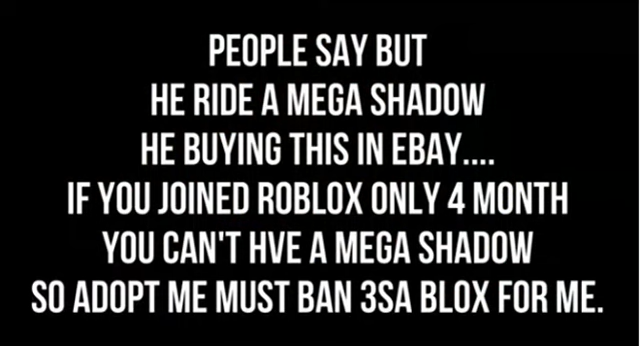 PEOPLE SAY BUT
HE RIDE A MEGA SHADOW
HE BUYING THIS IN EBAY....
IF YOU JOINED ROBLOX ONLY 4 MONTH
YOU CAN'T HVE A MEGA SHADOW
SO ADOPT ME MUST BAN 3SA BLOX FOR ME.